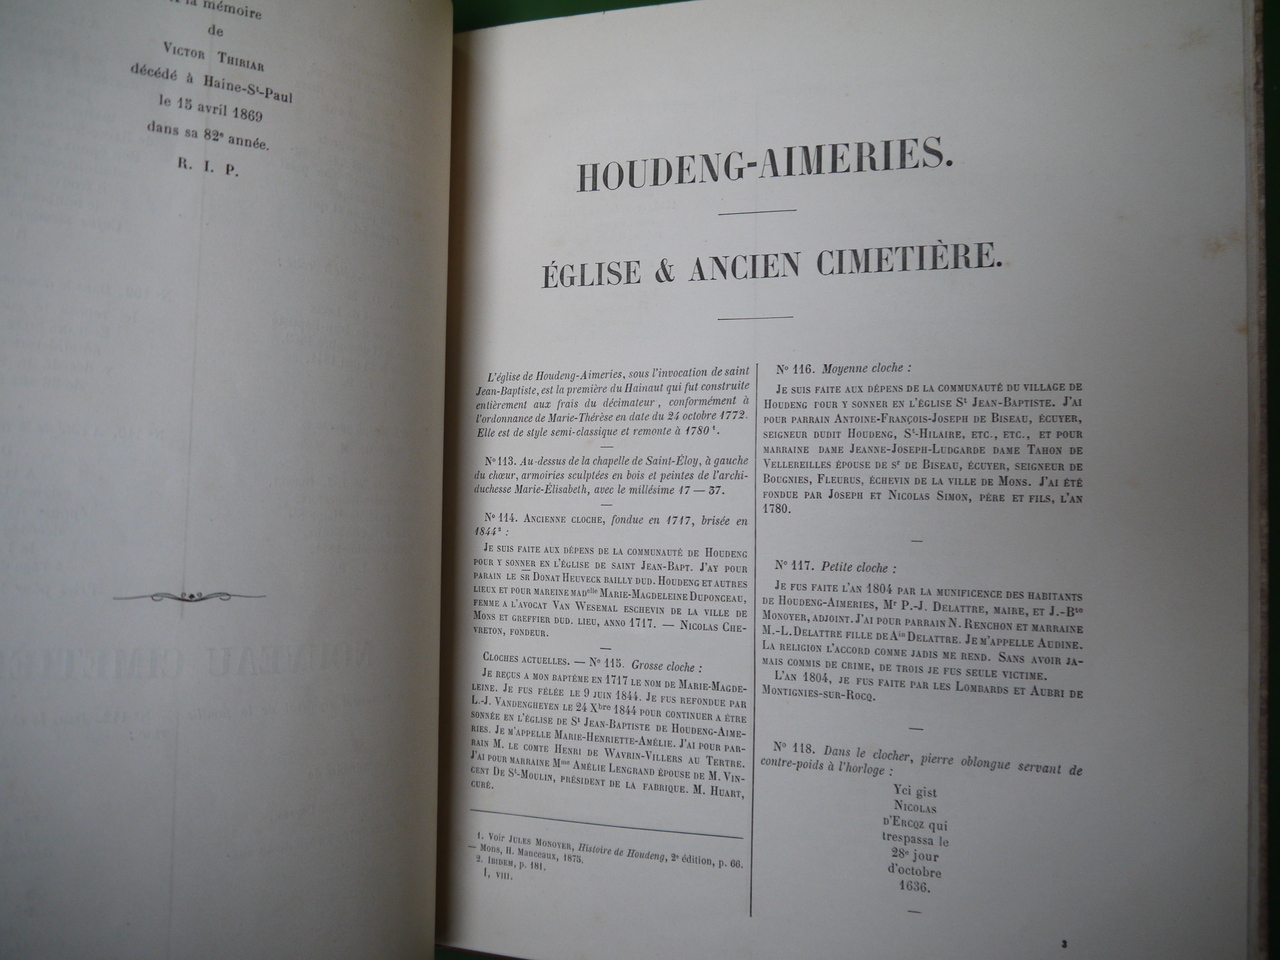 la mémoire
de
Victor Thiriar
décédé à Haine-St-Paul
le 15 avril 1869
dans sa 82e année.
R. I. P.
HOUDENG-AIMERIES.
ÉGLISE & ANCIEN CIMETIÈRE.
L'église de Houdeng-Aimeries, sous l'invocation de saint
Jean-Baptiste, est la première du Hainaut qui fut construite
entièrement aux frais du décimateur, conformément à
l'ordonnance de Marie-Thérèse en date du 24 octobre 1772.
Elle est de style semi-classique et remonte à 1780 1.
No 113. Au-dessus de la chapelle de Saint-Éloy, à gauche
du chœur, armoiries sculptées en bois et peintes de l'archi-
duchesse Marie-Élisabeth, avec le millésime 17 — 37.
No 114. Ancienne cloche, fondue en 1717, brisée en
1844 2 :
Je suis faite aux dépens de la communauté de Houdeng
pour y sonner en l'église de saint Jean-Bapt. J'ay pour
parain le sr Donat Heuveck bailly dud. Houdeng et autres
lieux et pour mareine madelle Marie-Magdeleine Duponceau,
femme a l'avocat Van Wesemal eschevin de la ville de
Mons et greffier dud. lieu, anno 1717. — Nicolas Che-
vreton, fondeur.
Cloches actuelles. — No 115. Grosse cloche :
Je reçus a mon baptême en 1717 le nom de Marie-Magde-
leine. Je fus fêlée le 9 juin 1844. Je fus refondue par
L.-J. Vandengheyen le 24 Xbre 1844 pour continuer a être
sonnée en l'église de St Jean-Baptiste de Houdeng-Aime-
ries. Je m'appelle Marie-Henriette-Amélie. J'ai pour par-
rain M. le comte Henri de Wavrin-Villers au Tertre.
J'ai pour marraine Mme Amélie Lengrand épouse de M. Vin-
cent De St-Moulin, président de la fabrique. M. Huart,
curé.
1. Voir Jules Monoyer, Histoire de Houdeng, 2e édition, p. 66.
— Mons, H. Manceaux, 1875.
2. Ibidem, p. 181.
I, VIII.
No 116. Moyenne cloche :
Je suis faite aux dépens de la communauté du village de
Houdeng pour y sonner en l'église St Jean-Baptiste. J'ai
pour parrain Antoine-François-Joseph de Biseau, écuyer,
seigneur dudit Houdeng, St-Hilaire, etc., etc., et pour
marraine dame Jeanne-Joseph-Ludgarde dame Tahon de
Vellereilles épouse de sr de Biseau, écuyer, seigneur de
Bougnies, Fleurus, échevin de la ville de Mons. J'ai été
fondue par Joseph et Nicolas Simon, père et fils, l'an
1780.
No 117. Petite cloche :
Je fus faite l'an 1804 par la munificence des habitants
de Houdeng-Aimeries, Mr P.-J. Delattre, maire, et J.-Bte
Monoyer, adjoint. J'ai pour parrain N. Renchon et marraine
M.-L. Delattre fille de Ain Delattre. Je m'appelle Audine.
La religion l'accord comme jadis me rend. Sans avoir ja-
mais commis de crime, de trois je fus seule victime.
L'an 1804, je fus faite par les Lombards et Aubri de
Montignies-sur-Rocq.
No 118. Dans le clocher, pierre oblongue servant de
contre-poids à l'horloge :
Yci gist
Nicolas
d'Ercqz qui
trespassa le
28e jour
d'octobre
1636.
3